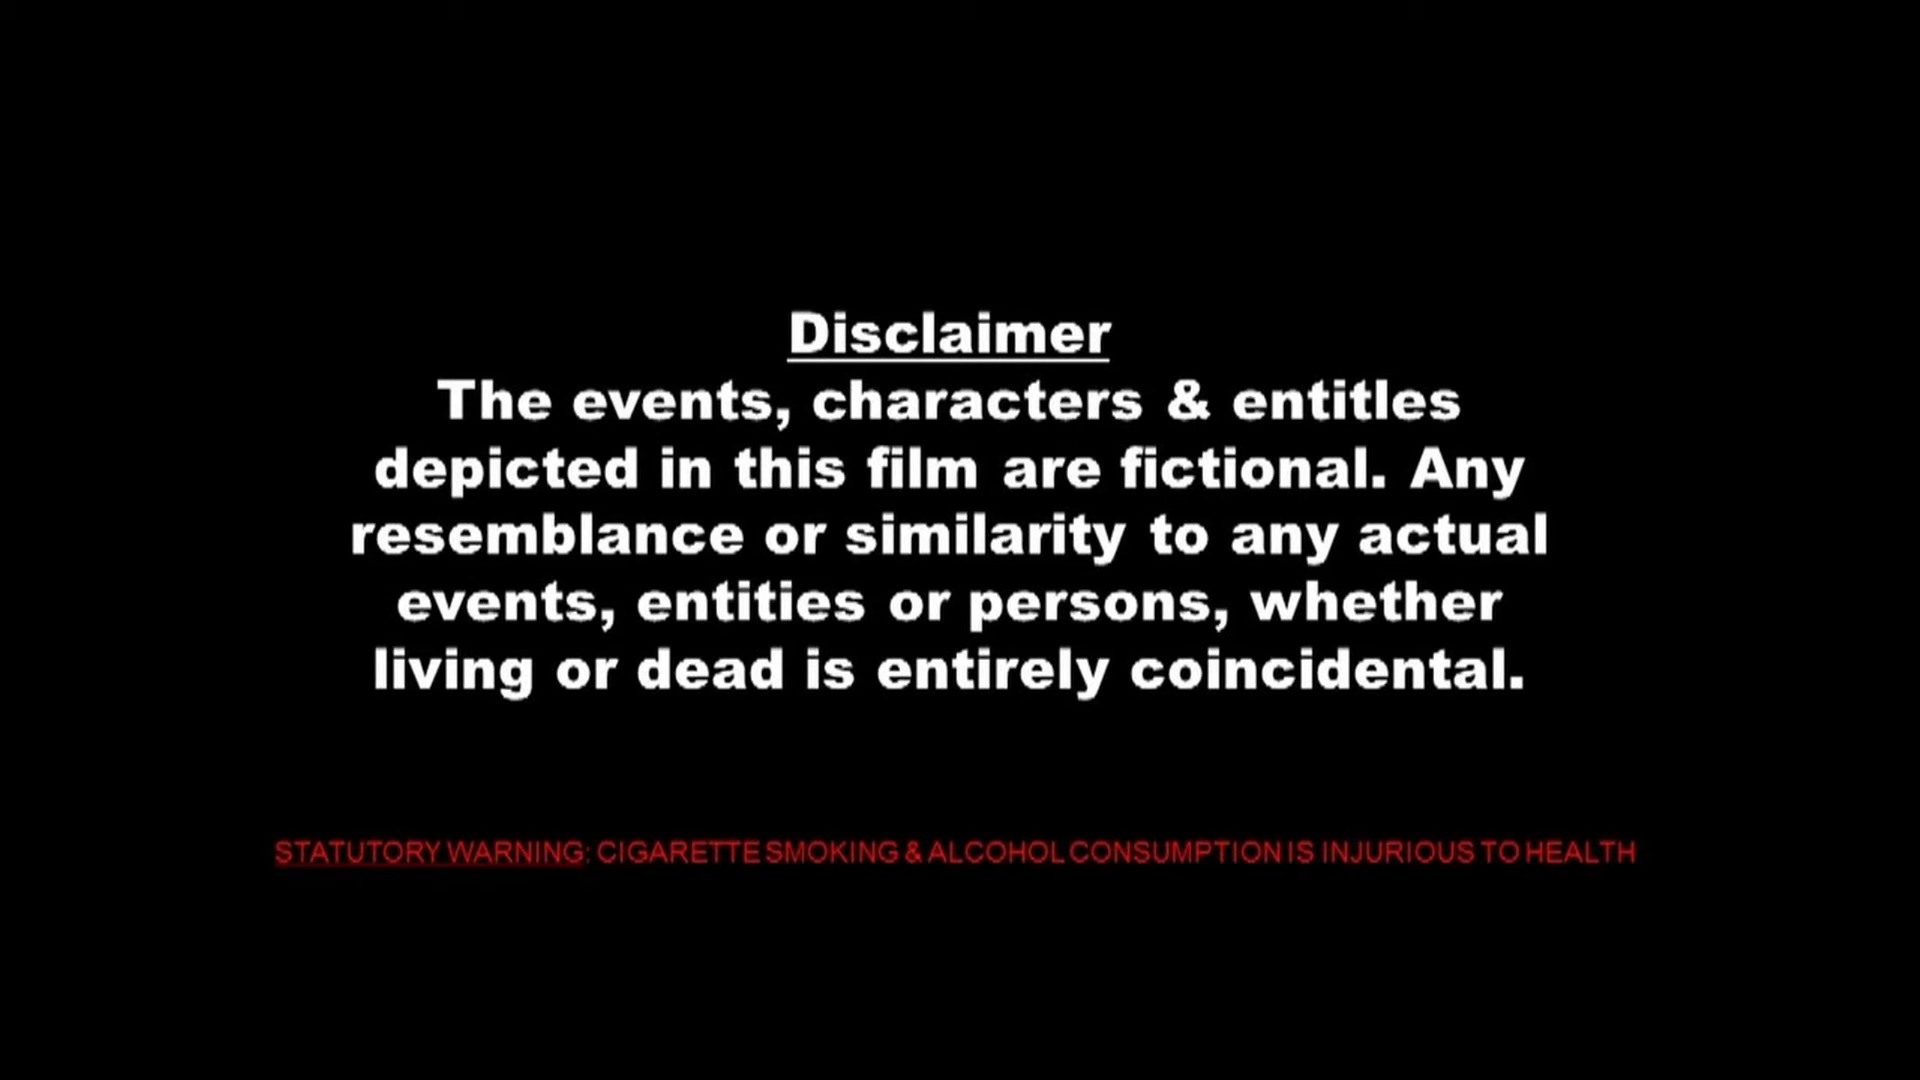 Disclaimer
The events, characters & entitles
depicted in this film are fictional. Any
resemblance or similarity to any actual
events, entities or persons, whether
living or dead is entirely coincidental.
STATUTORY WARNING: CIGARETTE SMOKING & ALCOHOL CONSUMPTION IS INJURIOUS TO HEALTH